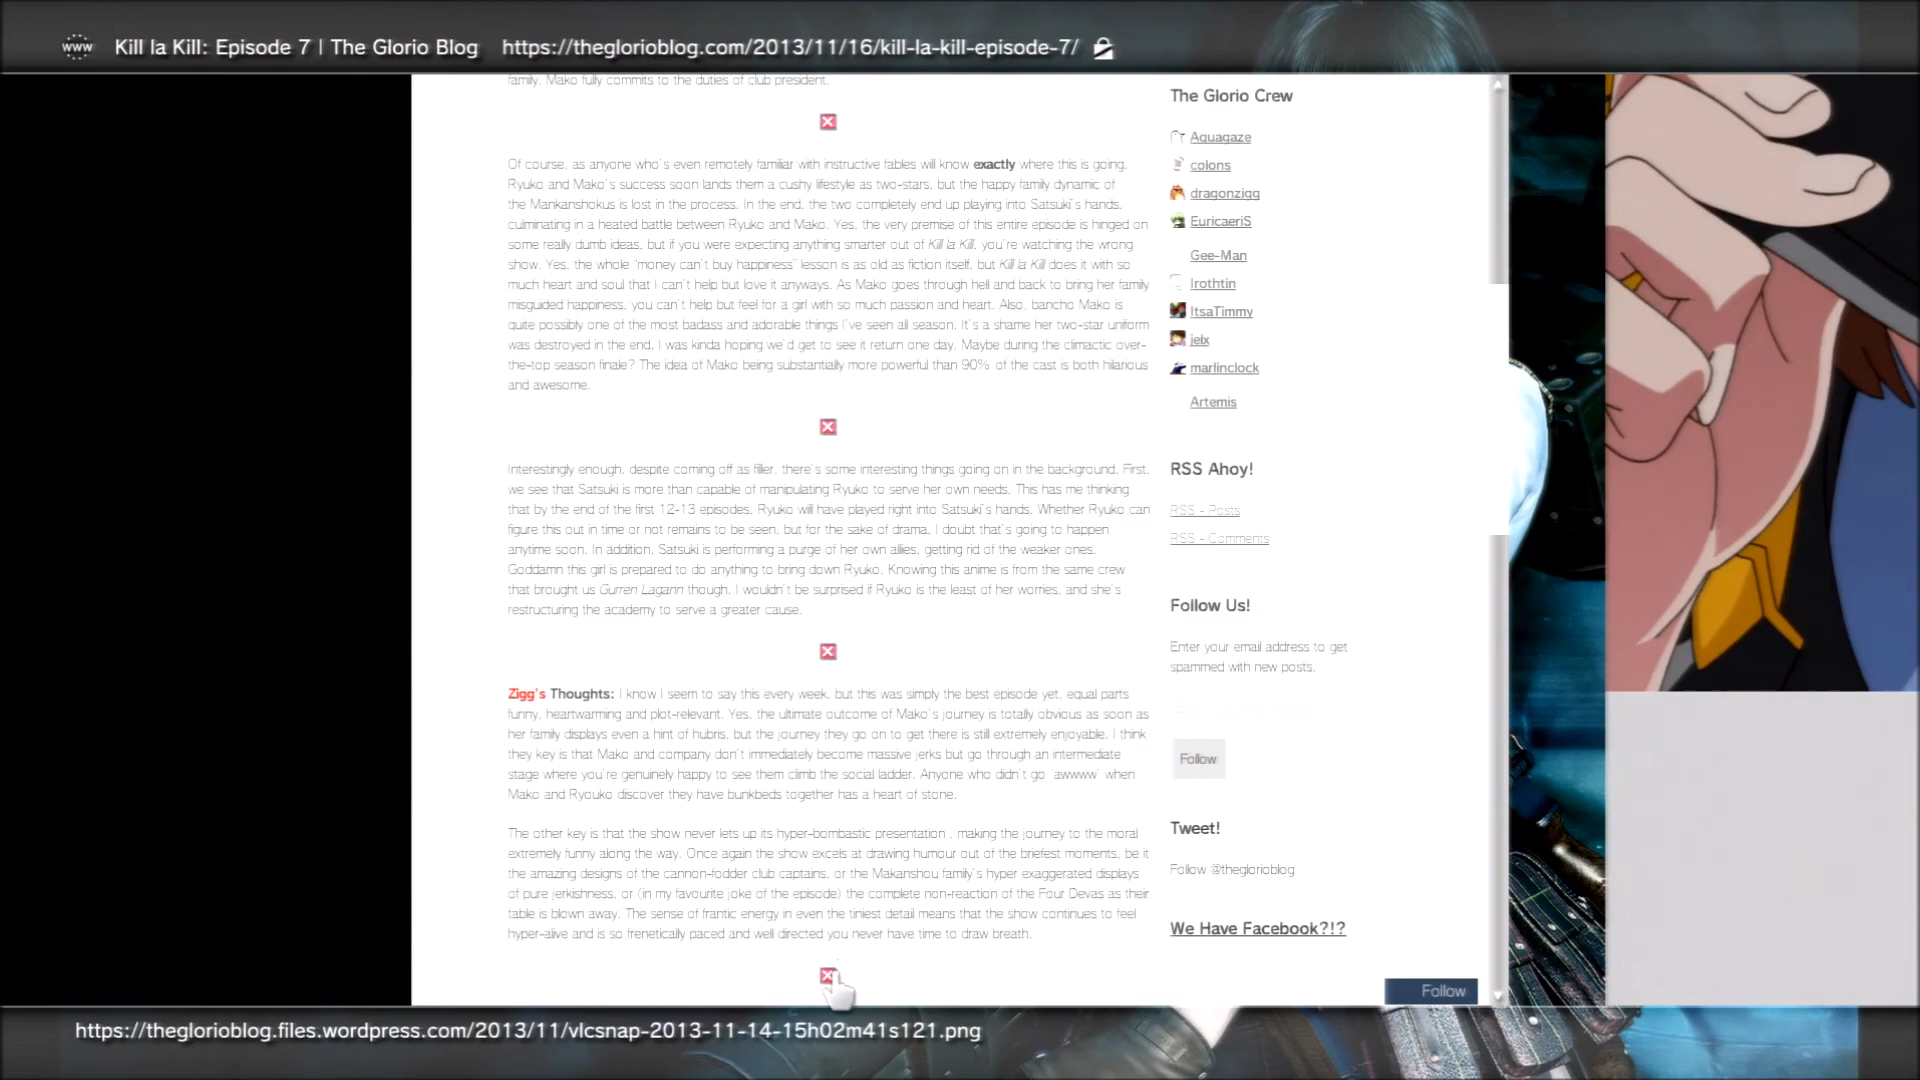 Kill la Kill: Episode 7 | The Glorio Blog https://theglorioblog.com/2013/11/16/kill-la-kill-episode-7/
family, Mako fully commits to the duties of club president.
Of course, as anyone who's even remotely familiar with instructive fables will know exactly where this is going.
Ryuko and Mako's success soon lands them a cushy lifestyle as two-stars, but the happy family dynamic of
the Mankanshokus is lost in the process. In the end, the two completely end up playing into Satsuki's hands,
culminating in a heated battle between Ryuko and Mako. Yes, the very premise of this entire episode is hinged on
some really dumb ideas, but if you were expecting anything smarter out of Kill la Kill, you're watching the wrong
show. Yes, the whole "money can't buy happiness" lesson is as old as fiction itself, but Kill la Kill does it with so
much heart and soul that I can't help but love it anyways. As Mako goes through hell and back to bring her family
misguided happiness, you can't help but feel for a girl with so much passion and heart. Also, bancho Mako is
quite possibly one of the most badass and adorable things I've seen all season. It's a shame her two-star uniform
was destroyed in the end, I was kinda hoping we'd get to see it return one day. Maybe during the climactic over-
the-top season finale? The idea of Mako being substantially more powerful than 90% of the cast is both hilarious
and awesome.
Interestingly enough, despite coming off as filler, there's some interesting things going on in the background. First,
we see that Satsuki is more than capable of manipulating Ryuko to serve her own needs. This has me thinking
that by the end of the first 12-13 episodes, Ryuko will have played right into Satsuki's hands. Whether Ryuko can
figure this out in time or not remains to be seen, but for the sake of drama, I doubt that's going to happen
anytime soon. In addition, Satsuki is performing a purge of her own allies, getting rid of the weaker ones.
Goddamn this girl is prepared to do anything to bring down Ryuko. Knowing this anime is from the same crew
that brought us Gurren Lagann though, I wouldn't be surprised if Ryuko is the least of her worries, and she's
restructuring the academy to serve a greater cause.
Zigg's Thoughts: I know I seem to say this every week, but this was simply the best episode yet, equal parts
funny, heartwarming and plot-relevant. Yes, the ultimate outcome of Mako's journey is totally obvious as soon as
her family displays even a hint of hubris, but the journey they go on to get there is still extremely enjoyable. I think
they key is that Mako and company don't immediately become massive jerks but go through an intermediate
stage where you're genuinely happy to see them climb the social ladder. Anyone who didn't go 'awwww' when
Mako and Ryouko discover they have bunkbeds together has a heart of stone.
The other key is that the show never lets up its hyper-bombastic presentation , making the journey to the moral
extremely funny along the way. Once again the show excels at drawing humour out of the briefest moments, be it
the amazing designs of the cannon-fodder club captains, or the Makanshou family's hyper exaggerated displays
of pure jerkishness, or (in my favourite joke of the episode) the complete non-reaction of the Four Devas as their
table is blown away. The sense of frantic energy in even the tiniest detail means that the show continues to feel
hyper-alive and is so frenetically paced and well directed you never have time to draw breath.
The Glorio Crew
Aquagaze
colons
dragonzigg
EuricaeriS
Gee-Man
Irothtin
ItsaTimmy
jelx
marlinclock
Artemis
RSS Ahoy!
RSS - Posts
RSS - Comments
Follow Us!
Enter your email address to get
spammed with new posts.
Follow
Tweet!
Follow @theglorioblog
We Have Facebook?!?
Follow
https://theglorioblog.files.wordpress.com/2013/11/vlcsnap-2013-11-14-15h02m41s121.png